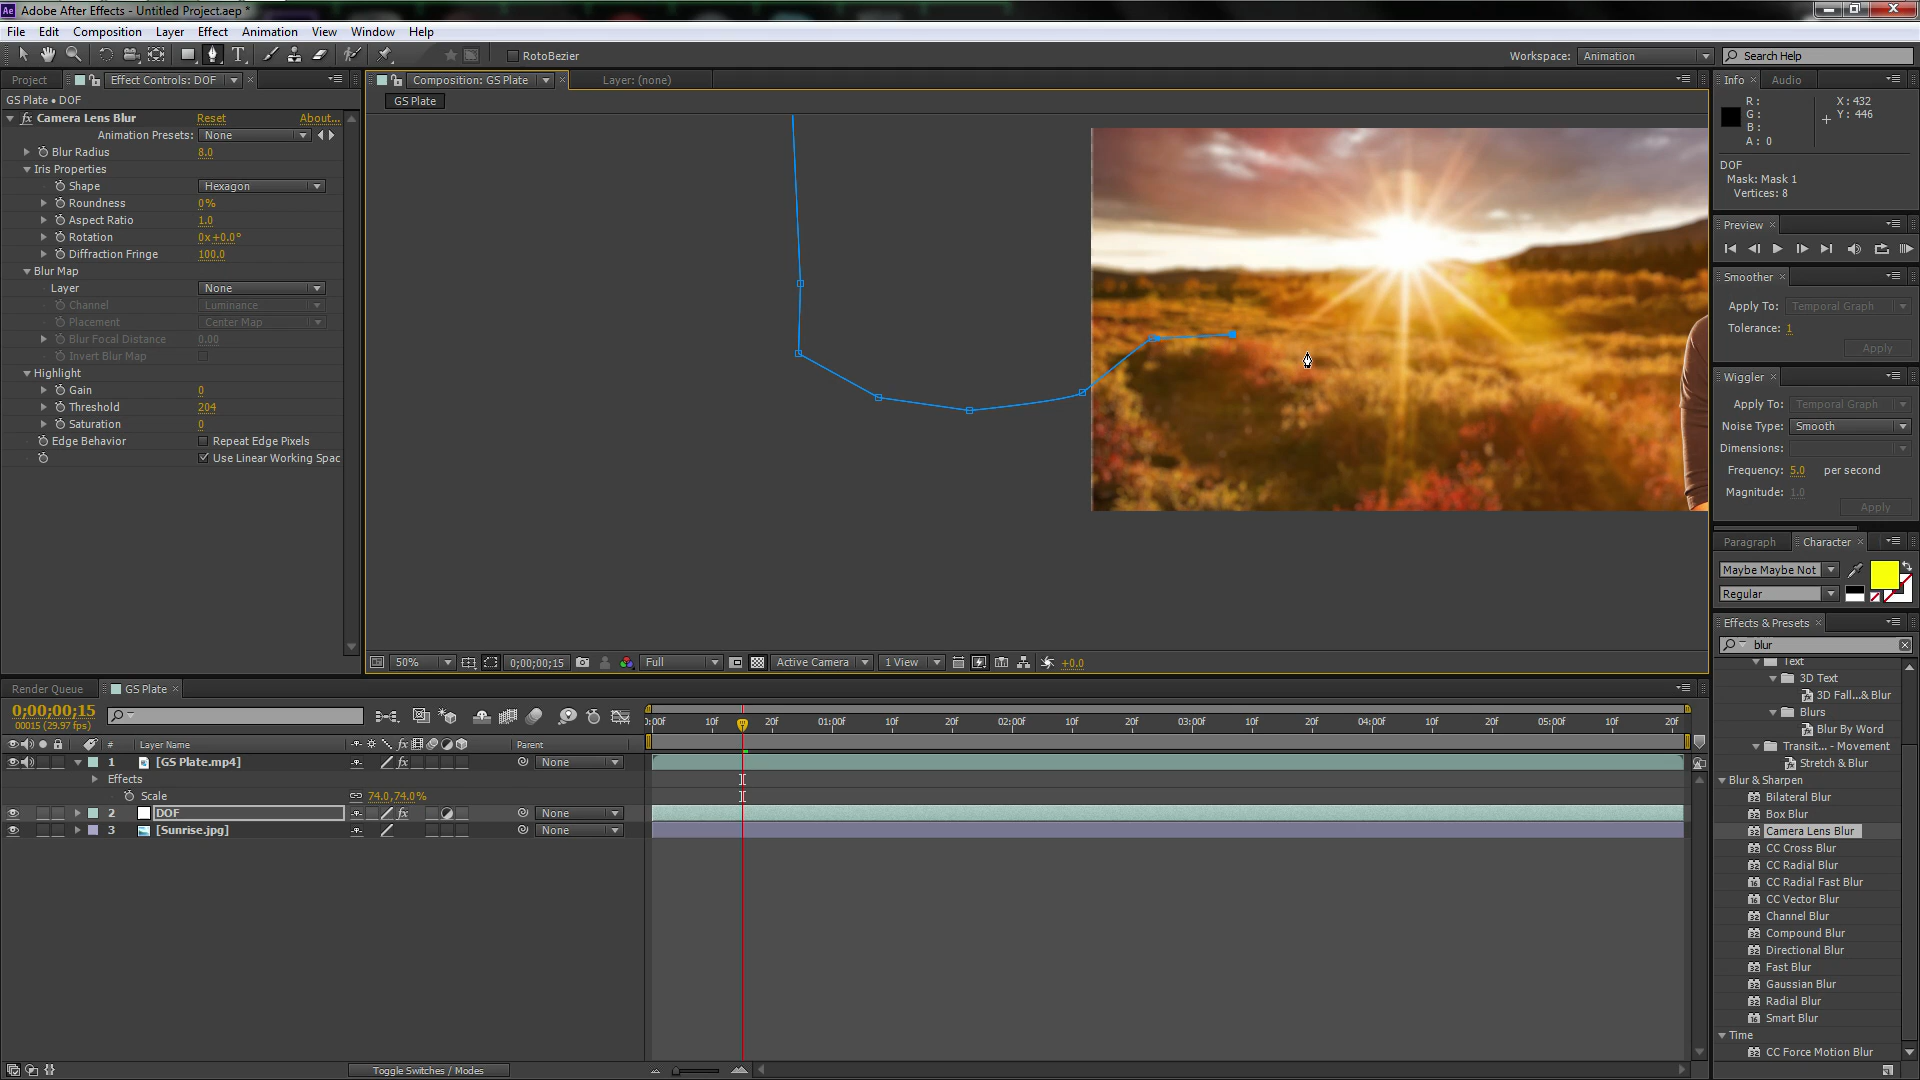 Adobe After Effects - Untitled Project.aep *
File Edit Composition Layer Effect Animation View Window Help
RotoBezier
Workspace: Animation
Search Help
Project
Effect Controls: DOF
GS Plate • DOF
Camera Lens Blur Reset About...
Animation Presets: None
Blur Radius 8.0
Iris Properties
Shape Hexagon
Roundness 0%
Aspect Ratio 1.0
Rotation 0x+0.0°
Diffraction Fringe 100.0
Blur Map
Layer None
Channel Luminance
Placement Center Map
Blur Focal Distance 0.00
Invert Blur Map
Highlight
Gain 0
Threshold 204
Saturation 0
Edge Behavior Repeat Edge Pixels
Use Linear Working Spac
Composition: GS Plate
Layer: (none)
GS Plate
50% 0;00;00;15 Full Active Camera 1 View +0.0
Info Audio
R: X: 432
G: Y: 446
B:
A: 0
DOF
Mask: Mask 1
Vertices: 8
Preview
Smoother
Apply To: Temporal Graph
Tolerance: 1
Apply
Wiggler
Apply To: Temporal Graph
Noise Type: Smooth
Dimensions:
Frequency: 5.0 per second
Magnitude: 1.0
Apply
Paragraph Character
Maybe Maybe Not
Regular
Effects & Presets
blur
Text
3D Text
3D Fall...& Blur
Blurs
Blur By Word
Transit... - Movement
Stretch & Blur
Blur & Sharpen
Bilateral Blur
Box Blur
Camera Lens Blur
CC Cross Blur
CC Radial Blur
CC Radial Fast Blur
CC Vector Blur
Channel Blur
Compound Blur
Directional Blur
Fast Blur
Gaussian Blur
Radial Blur
Smart Blur
Time
CC Force Motion Blur
Render Queue GS Plate
0;00;00;15
00015 (29.97 fps)
0:00f 10f 20f 01:00f 10f 20f 02:00f 10f 20f 03:00f 10f 20f 04:00f 10f 20f 05:00f 10f 20f
# Layer Name Parent
1 [GS Plate.mp4] None
Effects
Scale 74.0,74.0%
2 DOF None
3 [Sunrise.jpg] None
Toggle Switches / Modes